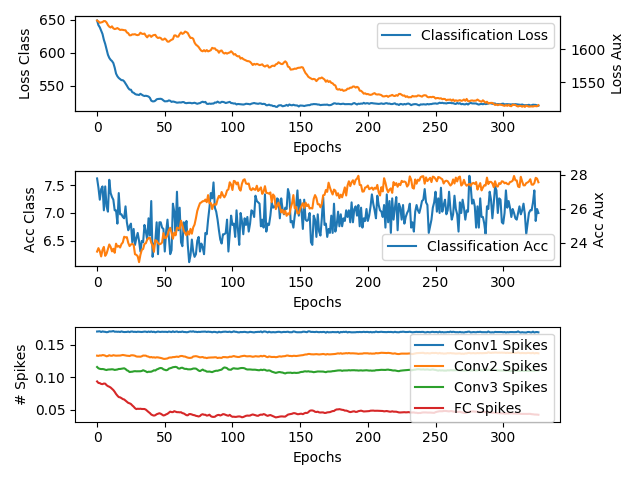 650
600
550
Loss Class
Classification Loss
1600
1550
Loss Aux
0 50 100 150 200 250 300
Epochs
7.5
7.0
6.5
Acc Class
Classification Acc
28
26
24
Acc Aux
0 50 100 150 200 250 300
Epochs
0.15
0.10
0.05
# Spikes
Conv1 Spikes
Conv2 Spikes
Conv3 Spikes
FC Spikes
0 50 100 150 200 250 300
Epochs